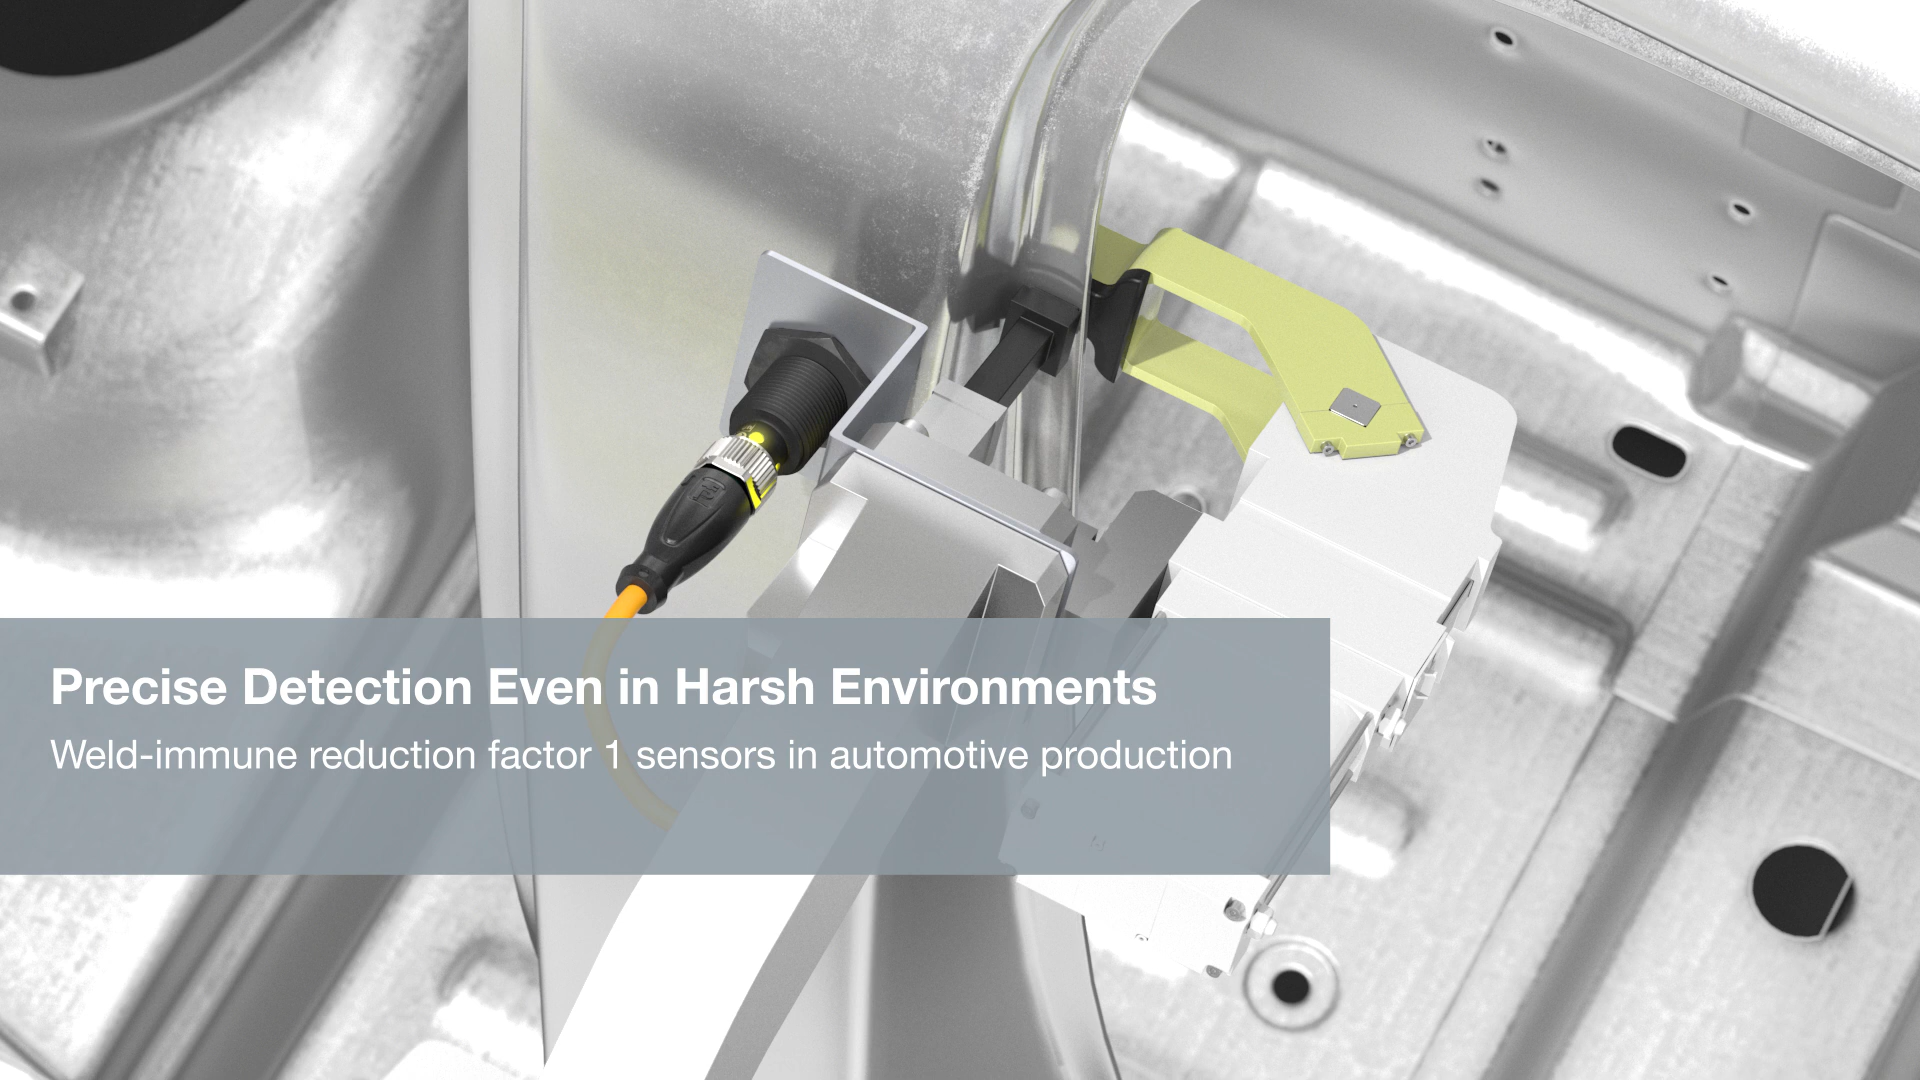 Precise Detection Even in Harsh Environments
Weld-immune reduction factor 1 sensors in automotive production